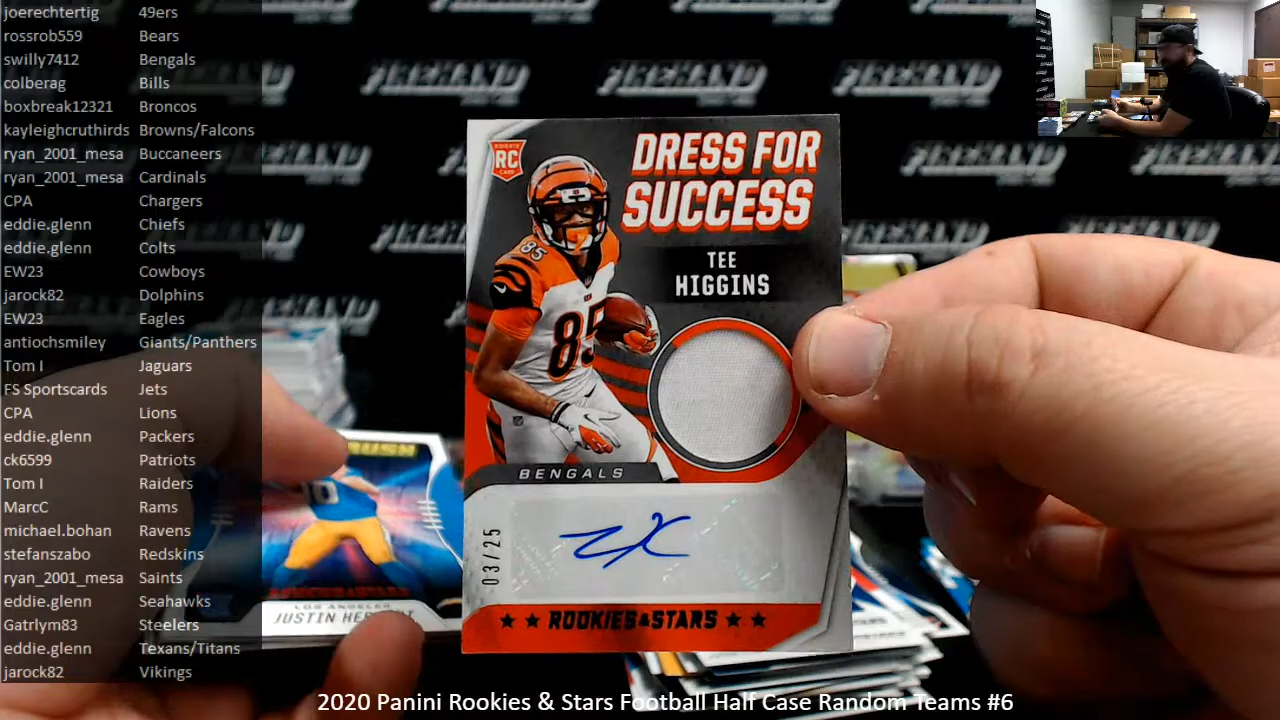 joerechtertig 49ers
rossrob559 Bears
swilly7412 Bengals
colberag Bills
boxbreak12321 Broncos
kayleighcruthirds Browns/Falcons
ryan_2001_mesa Buccaneers
ryan_2001_mesa Cardinals
CPA Chargers
eddie.glenn Chiefs
eddie.glenn Colts
EW23 Cowboys
jarock82 Dolphins
EW23 Eagles
antiochsmiley Giants/Panthers
Tom I Jaguars
FS Sportscards Jets
CPA Lions
eddie.glenn Packers
ck6599 Patriots
Tom I Raiders
MarcC Rams
michael.bohan Ravens
stefanszabo Redskins
ryan_2001_mesa Saints
eddie.glenn Seahawks
Gatrlym83 Steelers
eddie.glenn Texans/Titans
jarock82 Vikings
FIREHAND
RC
DRESS FOR
SUCCESS
TEE
HIGGINS
85
85
BENGALS
03/25
ROOKIES & STARS
LOS ANGELES
JUSTIN
2020 Panini Rookies & Stars Football Half Case Random Teams #6